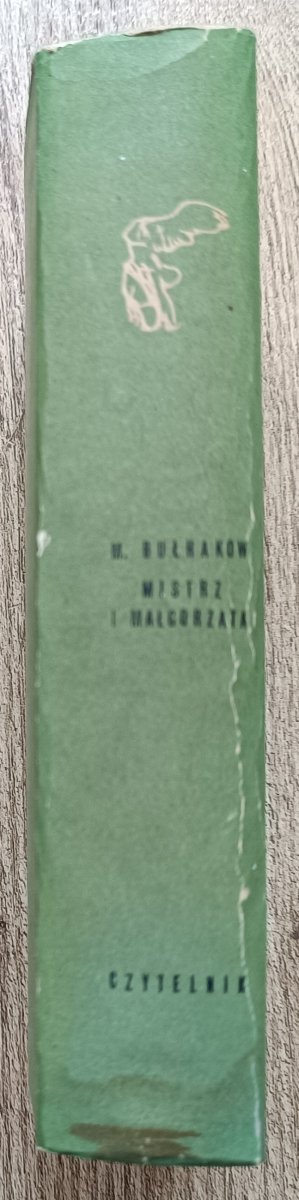 M. BUŁHAKOW
MISTRZ
I MAŁGORZATA
CZYTELNIK